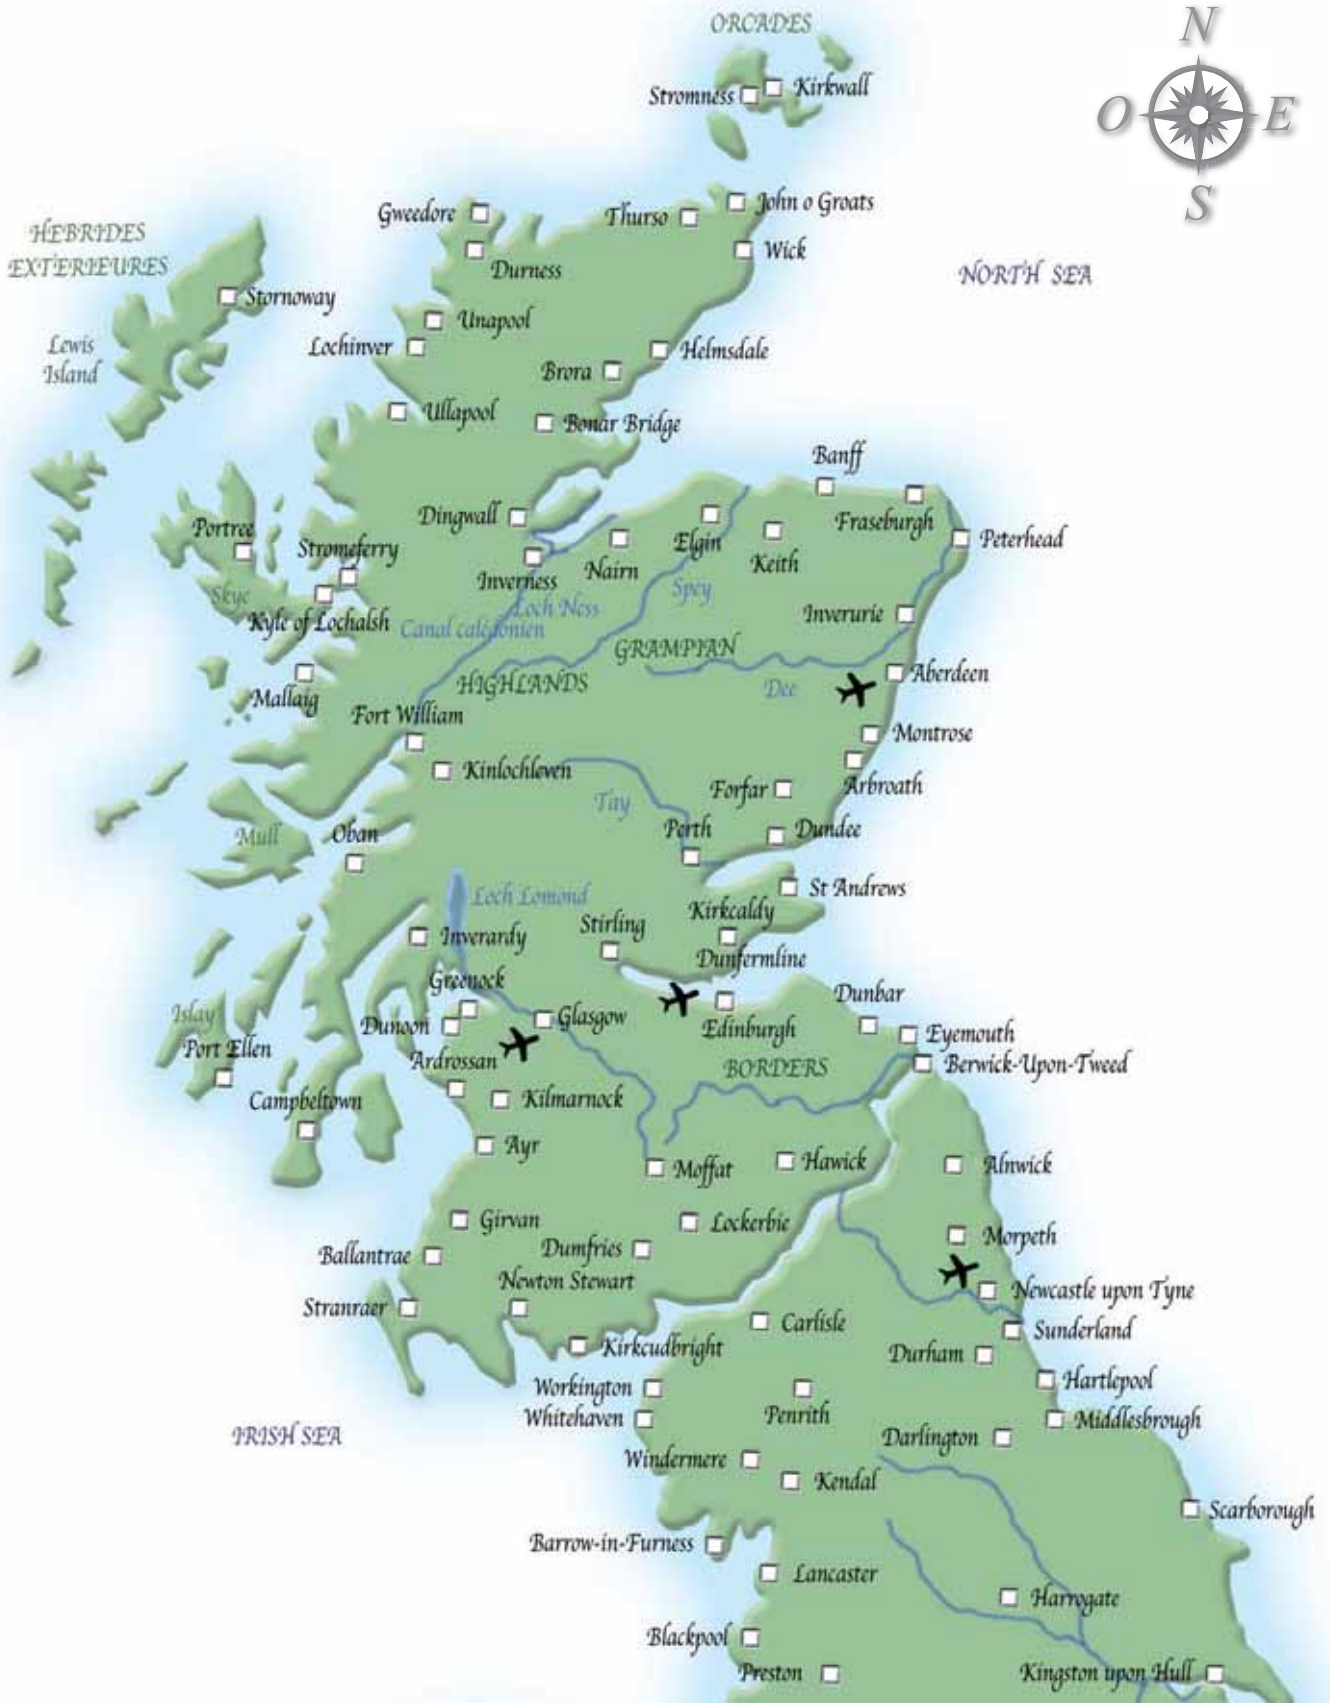 ORCADES
N
Stromness
Kirkwall
O
E
S
Gweedore
Thurso
John o Groats
HEBRIDES
EXTERIEURES
Durness
Wick
NORTH SEA
Stornoway
Unapool
Lewis
Island
Lochinver
Helmsdale
Brora
Ullapool
Bonar Bridge
Banff
Dingwall
Fraseburgh
Portree
Stromeferry
Elgin
Peterhead
Inverness
Nairn
Keith
Skye
Loch Ness
Spey
Kyle of Lochalsh
Canal calédonien
Inverurie
GRAMPIAN
Mallaig
HIGHLANDS
Dee
Aberdeen
Fort William
Montrose
Kinlochleven
Forfar
Arbroath
Tay
Mull
Oban
Perth
Dundee
Loch Lomond
St Andrews
Kirkcaldy
Inverardy
Stirling
Dunfermline
Greenock
Dunbar
Islay
Dunoon
Glasgow
Edinburgh
Eyemouth
Port Ellen
Ardrossan
BORDERS
Berwick-Upon-Tweed
Campbeltown
Kilmarnock
Ayr
Moffat
Hawick
Alnwick
Girvan
Lockerbie
Morpeth
Ballantrae
Dumfries
Newton Stewart
Newcastle upon Tyne
Stranraer
Carlisle
Sunderland
Kirkcudbright
Durham
Workington
Hartlepool
Whitehaven
Penrith
Middlesbrough
IRISH SEA
Darlington
Windermere
Kendal
Scarborough
Barrow-in-Furness
Lancaster
Harrogate
Blackpool
Preston
Kingston upon Hull